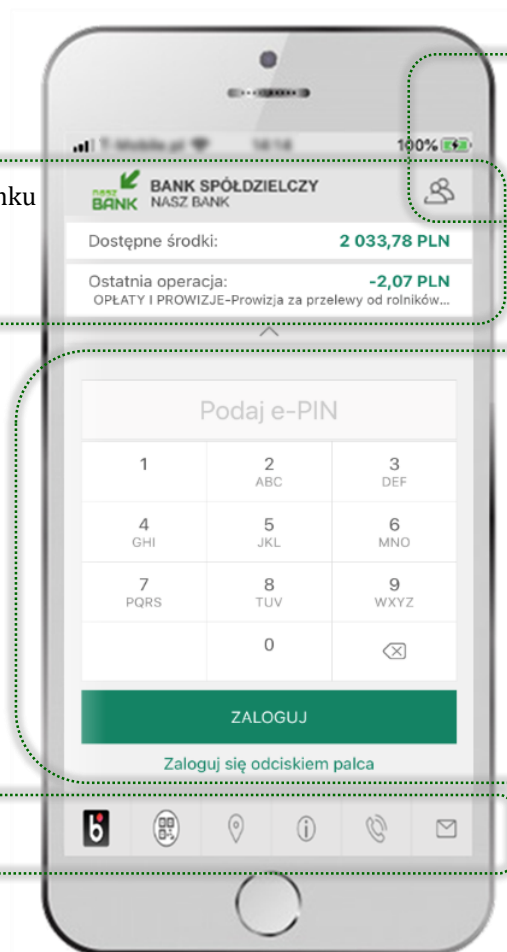 100%
nku
NASZ
BANK
BANK SPÓŁDZIELCZY
NASZ BANK
Dostępne środki: 2 033,78 PLN
Ostatnia operacja: -2,07 PLN
OPŁATY I PROWIZJE-Prowizja za przelewy od rolników...
Podaj e-PIN
1 2 3
ABC DEF
4 5 6
GHI JKL MNO
7 8 9
PQRS TUV WXYZ
0
ZALOGUJ
Zaloguj się odciskiem palca